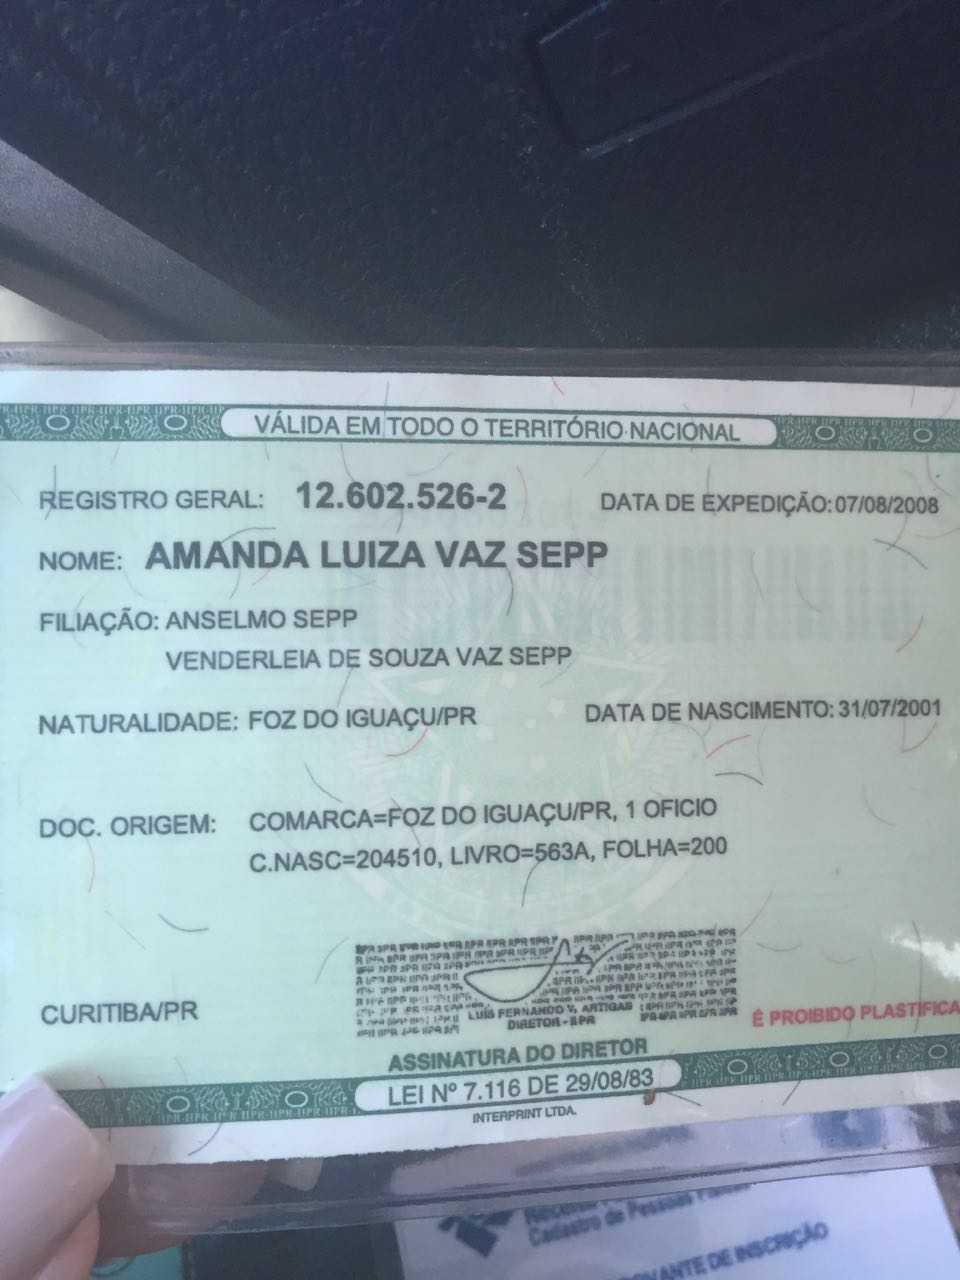 VÁLIDA EM TODO O TERRITÓRIO NACIONAL
REGISTRO GERAL: 12.602.526-2 DATA DE EXPEDIÇÃO: 07/08/2008
NOME: AMANDA LUIZA VAZ SEPP
FILIAÇÃO: ANSELMO SEPP
VENDERLEIA DE SOUZA VAZ SEPP
NATURALIDADE: FOZ DO IGUAÇU/PR DATA DE NASCIMENTO: 31/07/2001
DOC. ORIGEM: COMARCA=FOZ DO IGUAÇU/PR, 1 OFICIO
C.NASC=204510, LIVRO=563A, FOLHA=200
LUÍS FERNANDO V. ARTIGAS
DIRETOR - IIPR
CURITIBA/PR
É PROIBIDO PLASTIFICA
ASSINATURA DO DIRETOR
LEI Nº 7.116 DE 29/08/83
INTERPRINT LTDA.
Cadastro de Pessoas Físicas
OVANTE DE INSCRIÇÃO